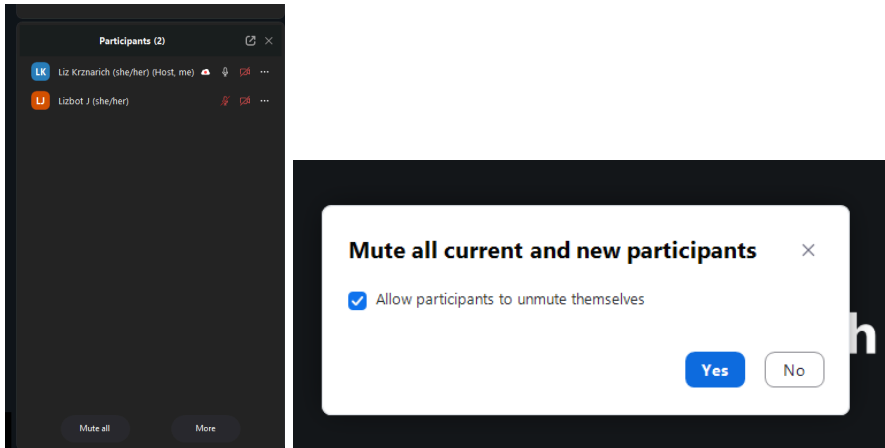 Participants (2)
LK Liz Krznarich (she/her) (Host, me)
LJ Lizbot J (she/her)
Mute all More
Mute all current and new participants
Allow participants to unmute themselves
h
Yes No